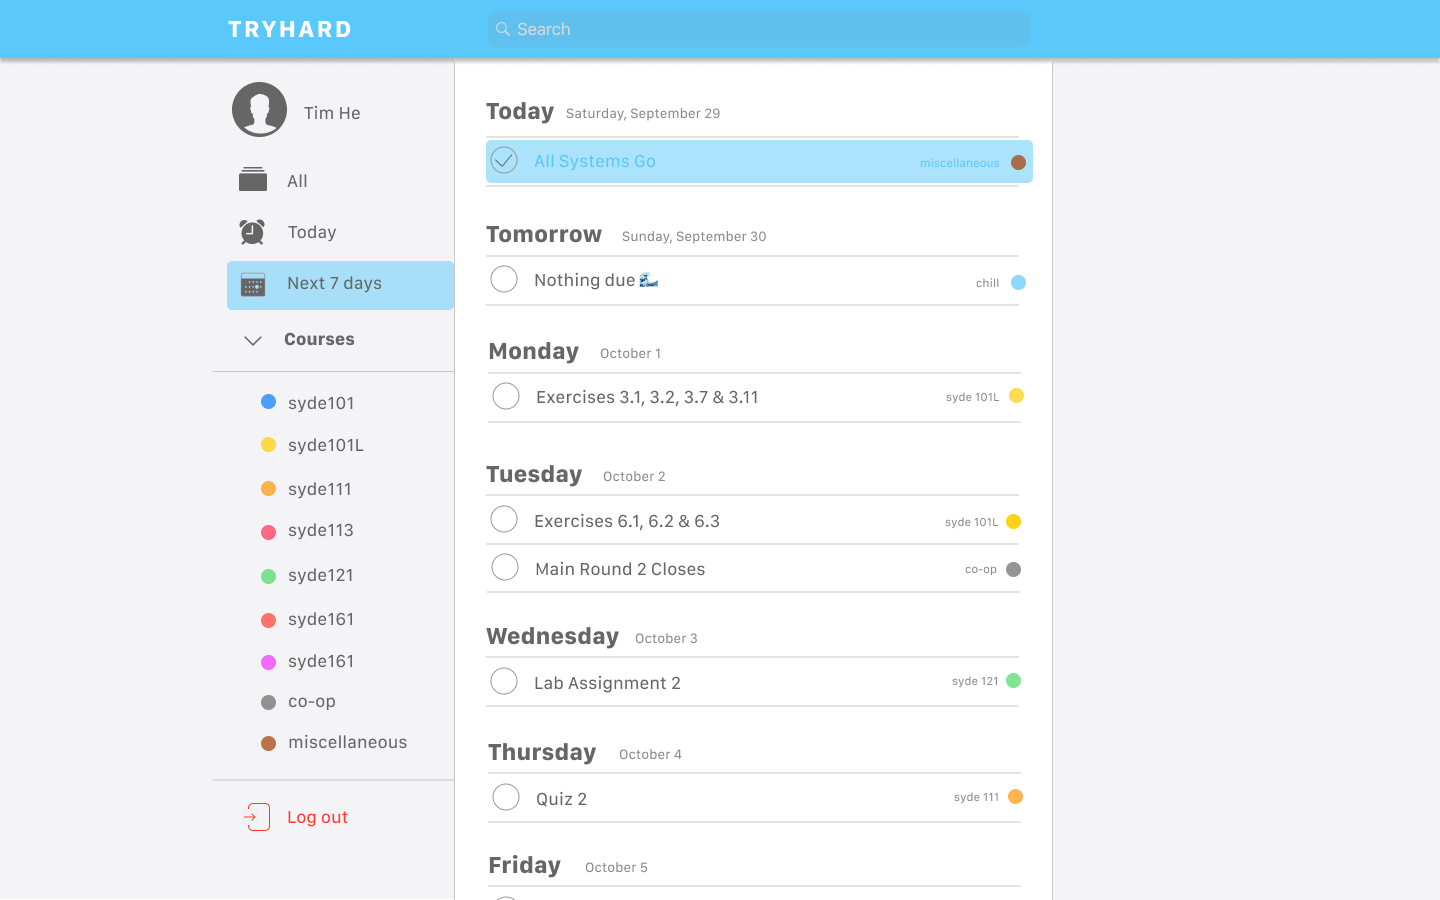 TRYHARD
Search
Tim He
All
Today
Next 7 days
Courses
syde101
syde101L
syde111
syde113
syde121
syde161
syde161
co-op
miscellaneous
Log out
Today Saturday, September 29
All Systems Go miscellaneous
Tomorrow Sunday, September 30
Nothing due🌊 chill
Monday October 1
Exercises 3.1, 3.2, 3.7 & 3.11 syde 101L
Tuesday October 2
Exercises 6.1, 6.2 & 6.3 syde 101L
Main Round 2 Closes co-op
Wednesday October 3
Lab Assignment 2 syde 121
Thursday October 4
Quiz 2 syde 111
Friday October 5